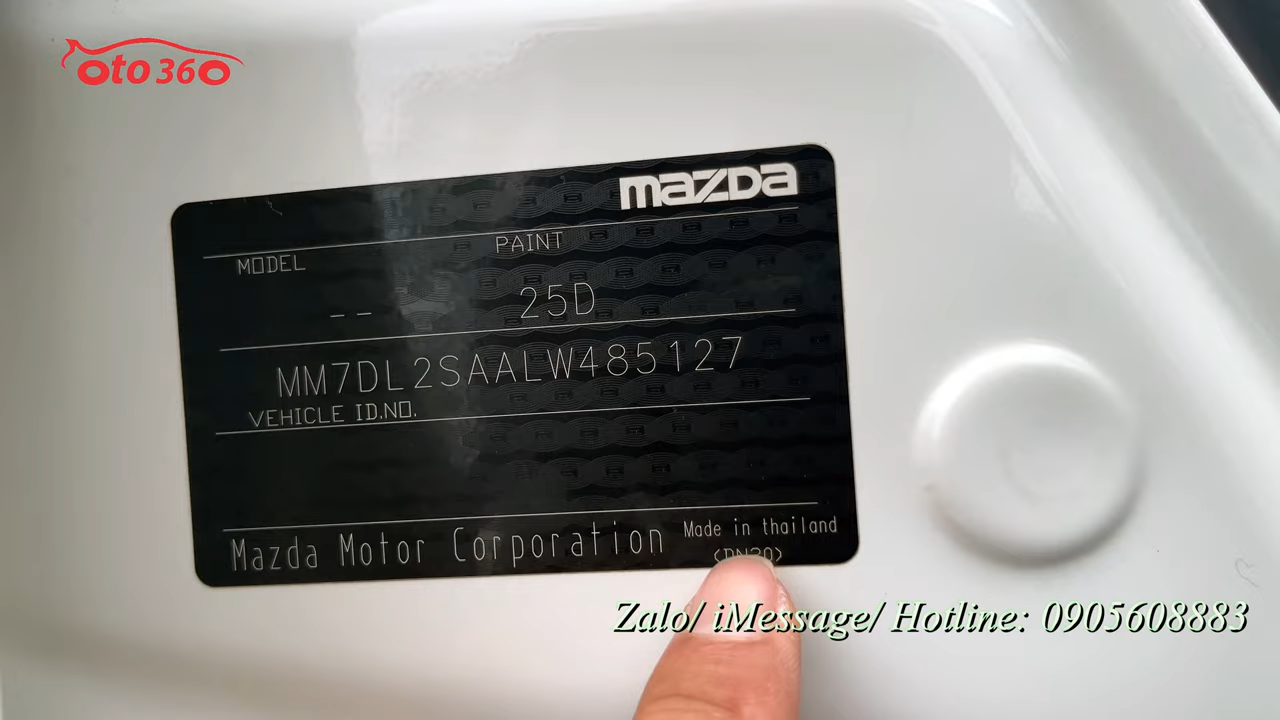 oto360
mazda
MODEL PAINT
-- 25D
MM7DL2SAALW485127
VEHICLE ID.NO.
Mazda Motor Corporation Made in thailand
Zalo/ iMessage/ Hotline: 0905608883